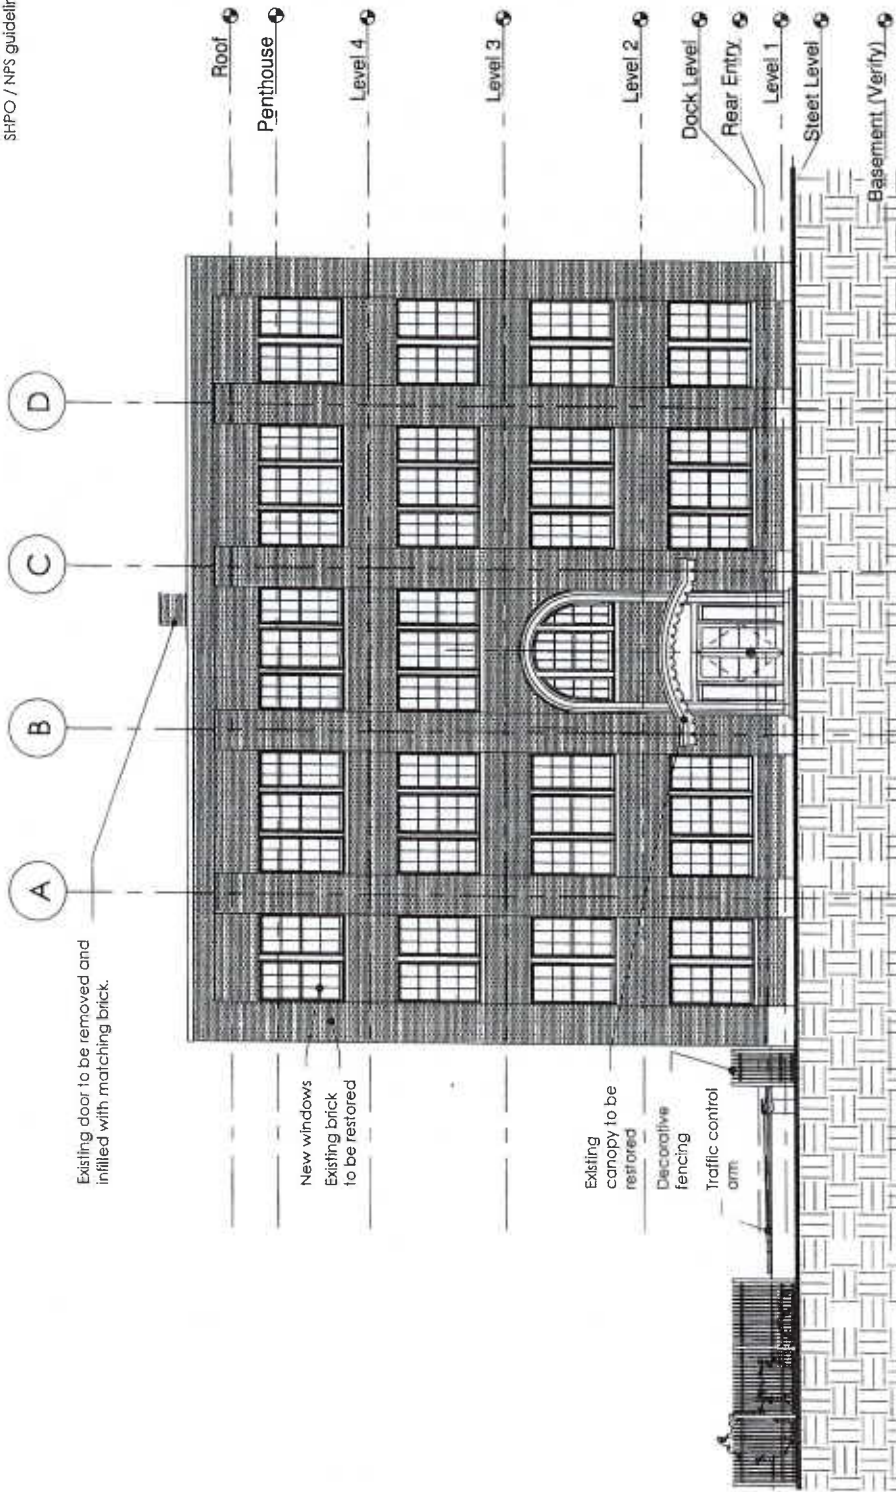 SHPO / NPS
D
C
B
A
Roof
Penthouse
Level 4
Level 3
Level 2
Dock Level
Rear Entry
Level 1
Steet Level
Basement (Verify)
Existing door to be removed and
infilled with matching brick.
New windows
Existing brick
to be restored
Existing
canopy to be
restored
Decorative
fencing
Traffic control
arm